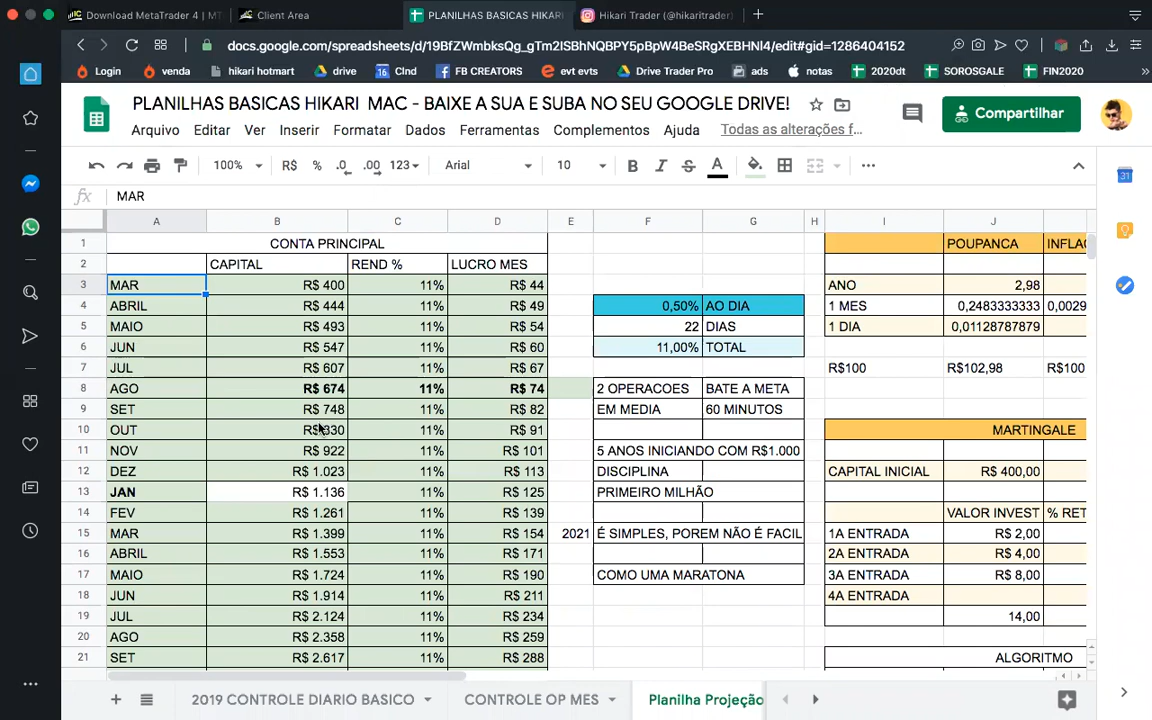 Download MetaTrader 4 | MT
Client Area
PLANILHAS BASICAS HIKARI
Hikari Trader (@hikaritrader)
docs.google.com/spreadsheets/d/19BfZWmbksQg_gTm2ISBhNQBPY5pBpW4BeSRgXEBHNI4/edit#gid=1286404152
Login venda hikari hotmart drive 16 Clnd FB CREATORS evt evts Drive Trader Pro ads notas 2020dt SOROSGALE FIN2020 »
PLANILHAS BASICAS HIKARI MAC - BAIXE A SUA E SUBA NO SEU GOOGLE DRIVE!
Compartilhar
Arquivo Editar Ver Inserir Formatar Dados Ferramentas Complementos Ajuda Todas as alterações f…
100% R$ % .0 .00 123 Arial 10 B I S A
31
fx MAR
A B C D E F G H I J
1 CONTA PRINCIPAL POUPANCA INFLA
2 CAPITAL REND % LUCRO MES
3 MAR R$ 400 11% R$ 44 ANO 2,98
4 ABRIL R$ 444 11% R$ 49 0,50% AO DIA 1 MES 0,2483333333 0,0029
5 MAIO R$ 493 11% R$ 54 22 DIAS 1 DIA 0,01128787879
6 JUN R$ 547 11% R$ 60 11,00% TOTAL
7 JUL R$ 607 11% R$ 67 R$100 R$102,98 R$100
8 AGO R$ 674 11% R$ 74 2 OPERACOES BATE A META
9 SET R$ 748 11% R$ 82 EM MEDIA 60 MINUTOS
10 OUT R$ 830 11% R$ 91 MARTINGALE
11 NOV R$ 922 11% R$ 101 5 ANOS INICIANDO COM R$1.000
12 DEZ R$ 1.023 11% R$ 113 DISCIPLINA CAPITAL INICIAL R$ 400,00
13 JAN R$ 1.136 11% R$ 125 PRIMEIRO MILHÃO
14 FEV R$ 1.261 11% R$ 139 VALOR INVEST % RET
15 MAR R$ 1.399 11% R$ 154 2021 É SIMPLES, POREM NÃO É FACIL 1A ENTRADA R$ 2,00
16 ABRIL R$ 1.553 11% R$ 171 2A ENTRADA R$ 4,00
17 MAIO R$ 1.724 11% R$ 190 COMO UMA MARATONA 3A ENTRADA R$ 8,00
18 JUN R$ 1.914 11% R$ 211 4A ENTRADA
19 JUL R$ 2.124 11% R$ 234 14,00
20 AGO R$ 2.358 11% R$ 259
21 SET R$ 2.617 11% R$ 288 ALGORITMO
2019 CONTROLE DIARIO BASICO CONTROLE OP MES Planilha Projeção